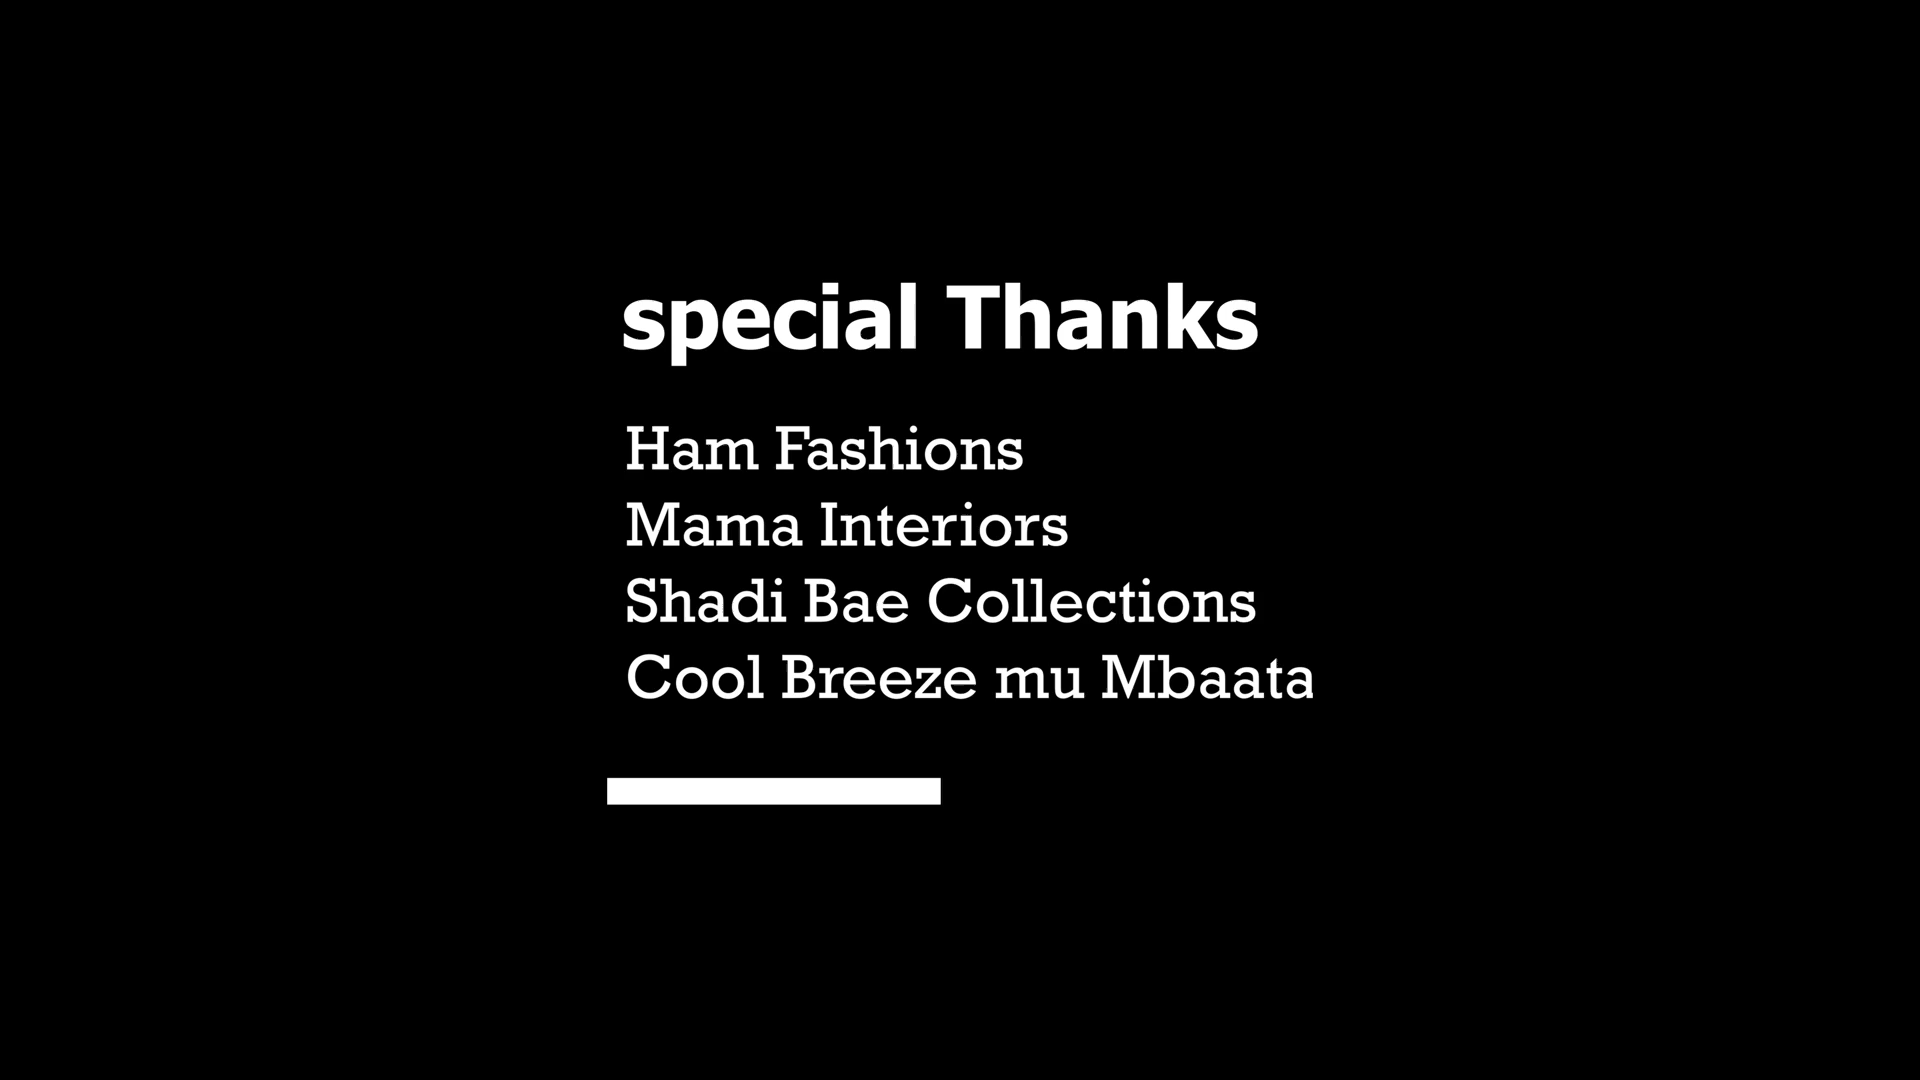 special Thanks
Ham Fashions
Mama Interiors
Shadi Bae Collections
Cool Breeze mu Mbaata